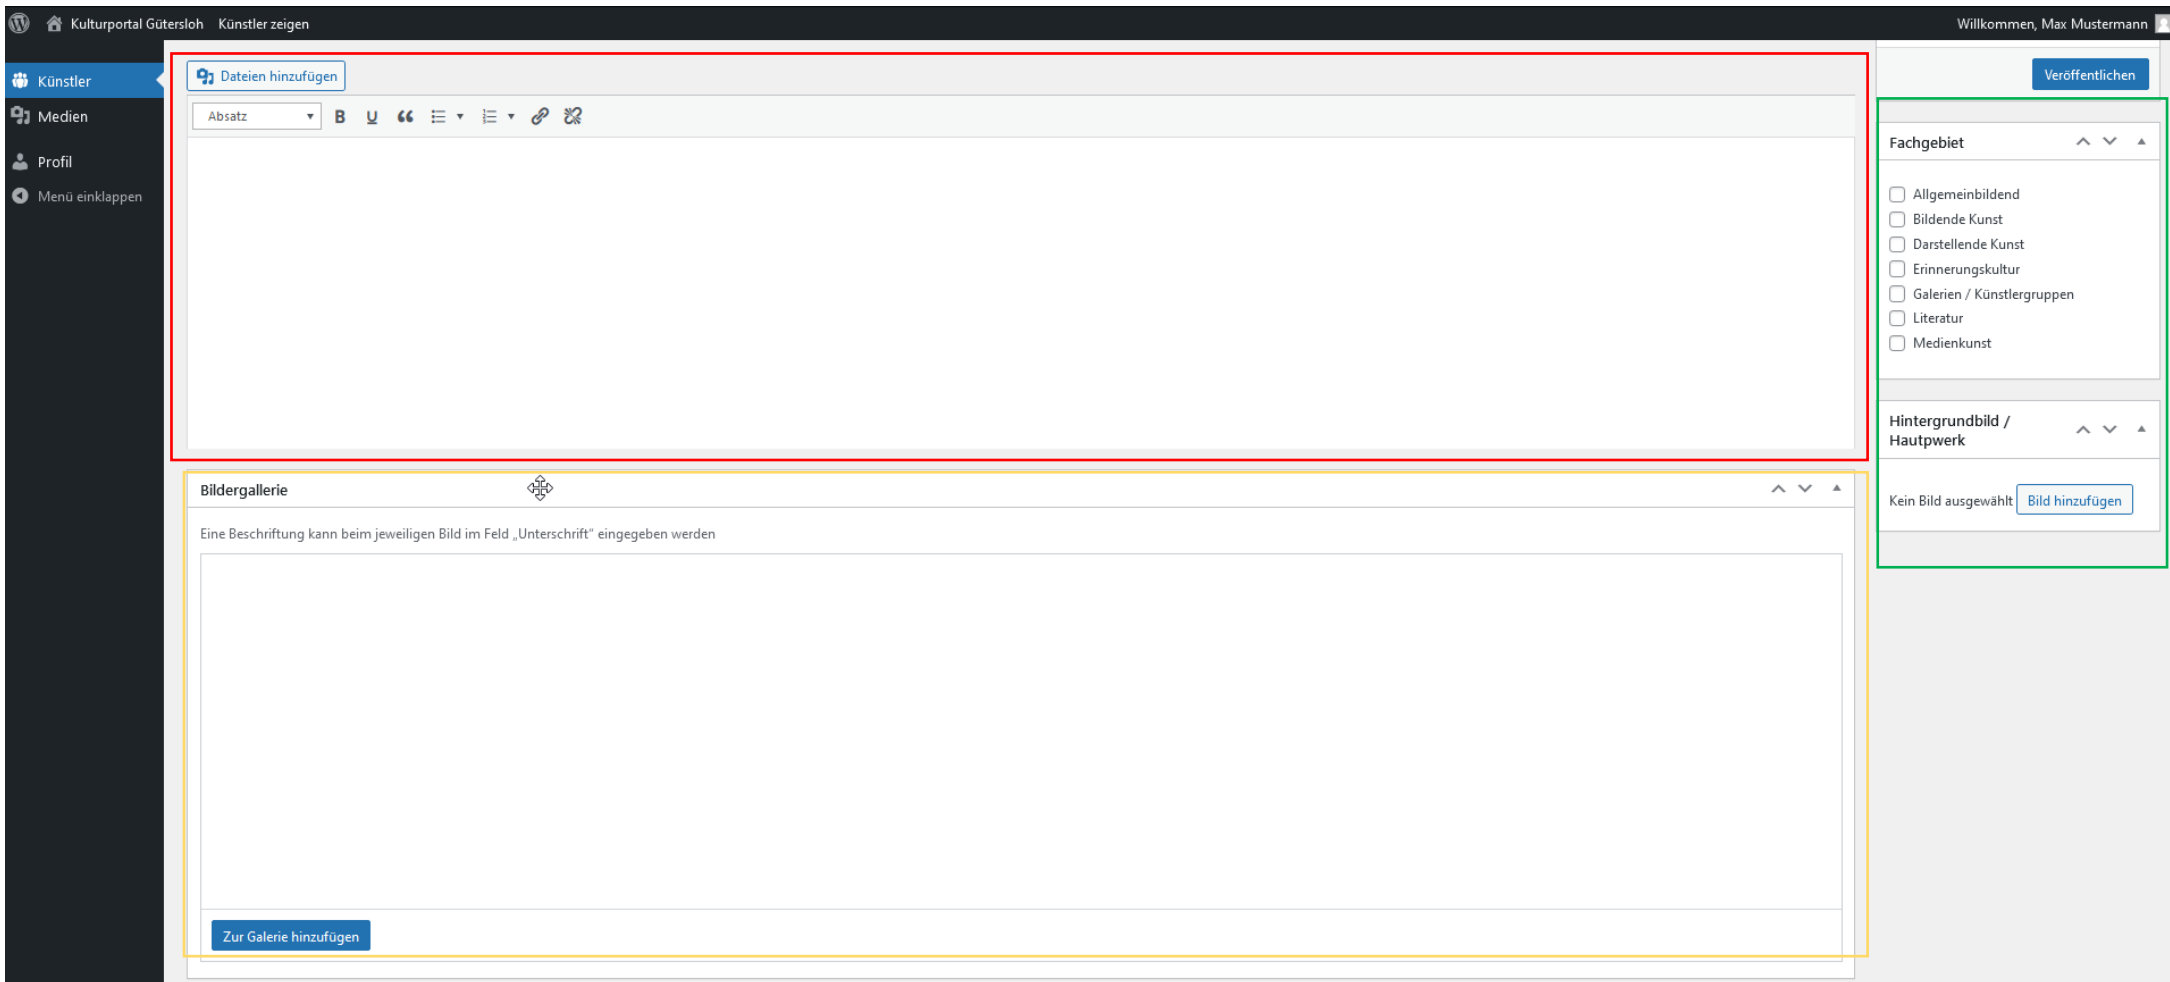 Kulturportal Gütersloh Künstler zeigen
Willkommen, Max Mustermann
Künstler
Medien
Profil
Menü einklappen
Dateien hinzufügen
Absatz
Bildergallerie
Eine Beschriftung kann beim jeweiligen Bild im Feld „Unterschrift“ eingegeben werden
Zur Galerie hinzufügen
Veröffentlichen
Fachgebiet
Allgemeinbildend
Bildende Kunst
Darstellende Kunst
Erinnerungskultur
Galerien / Künstlergruppen
Literatur
Medienkunst
Hintergrundbild /
Hautpwerk
Kein Bild ausgewählt Bild hinzufügen